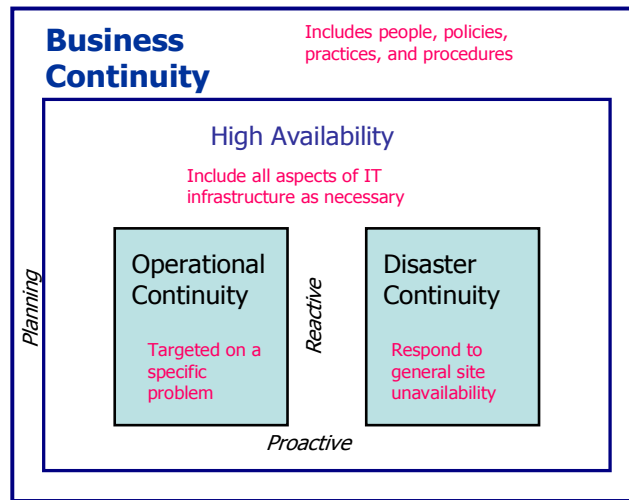 Business
Continuity
Includes people, policies,
practices, and procedures
High Availability
Include all aspects of IT
infrastructure as necessary
Planning
Operational
Continuity
Targeted on a
specific
problem
Reactive
Disaster
Continuity
Respond to
general site
unavailability
Proactive